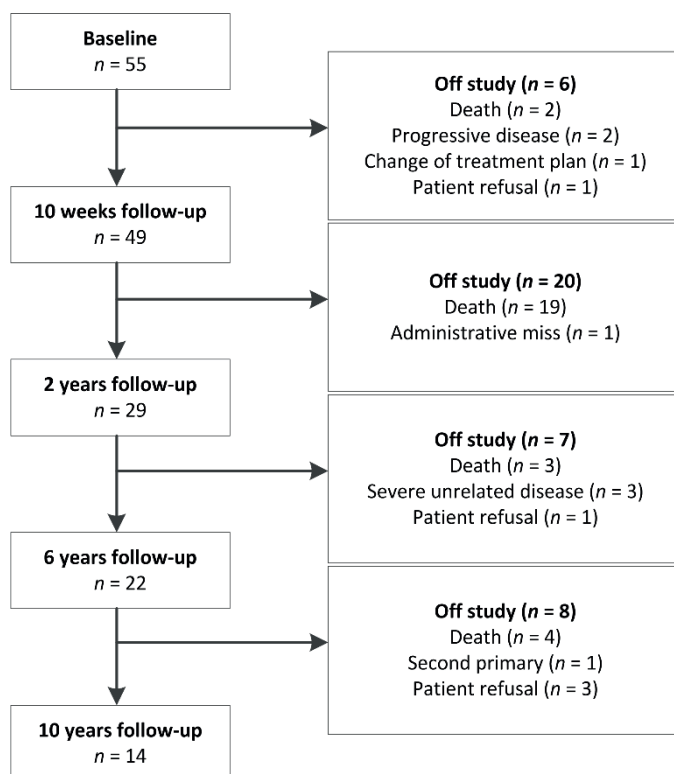 Baseline
n = 55
Off study (n = 6)
Death (n = 2)
Progressive disease (n = 2)
Change of treatment plan (n = 1)
Patient refusal (n = 1)
10 weeks follow-up
n = 49
Off study (n = 20)
Death (n = 19)
Administrative miss (n = 1)
2 years follow-up
n = 29
Off study (n = 7)
Death (n = 3)
Severe unrelated disease (n = 3)
Patient refusal (n = 1)
6 years follow-up
n = 22
Off study (n = 8)
Death (n = 4)
Second primary (n = 1)
Patient refusal (n = 3)
10 years follow-up
n = 14